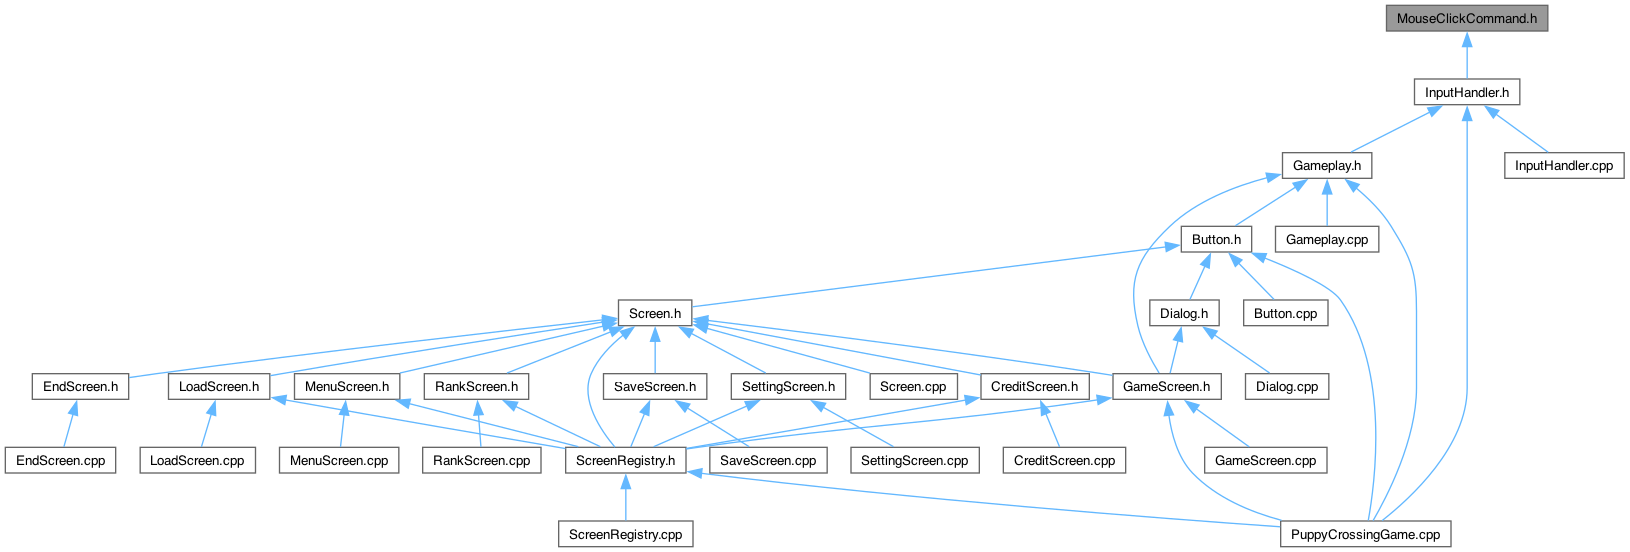 MouseClickCommand.h
InputHandler.h
Gameplay.h
InputHandler.cpp
Button.h
Gameplay.cpp
Screen.h
Dialog.h
Button.cpp
EndScreen.h
LoadScreen.h
MenuScreen.h
RankScreen.h
SaveScreen.h
SettingScreen.h
Screen.cpp
CreditScreen.h
GameScreen.h
Dialog.cpp
EndScreen.cpp
LoadScreen.cpp
MenuScreen.cpp
RankScreen.cpp
ScreenRegistry.h
SaveScreen.cpp
SettingScreen.cpp
CreditScreen.cpp
GameScreen.cpp
ScreenRegistry.cpp
PuppyCrossingGame.cpp